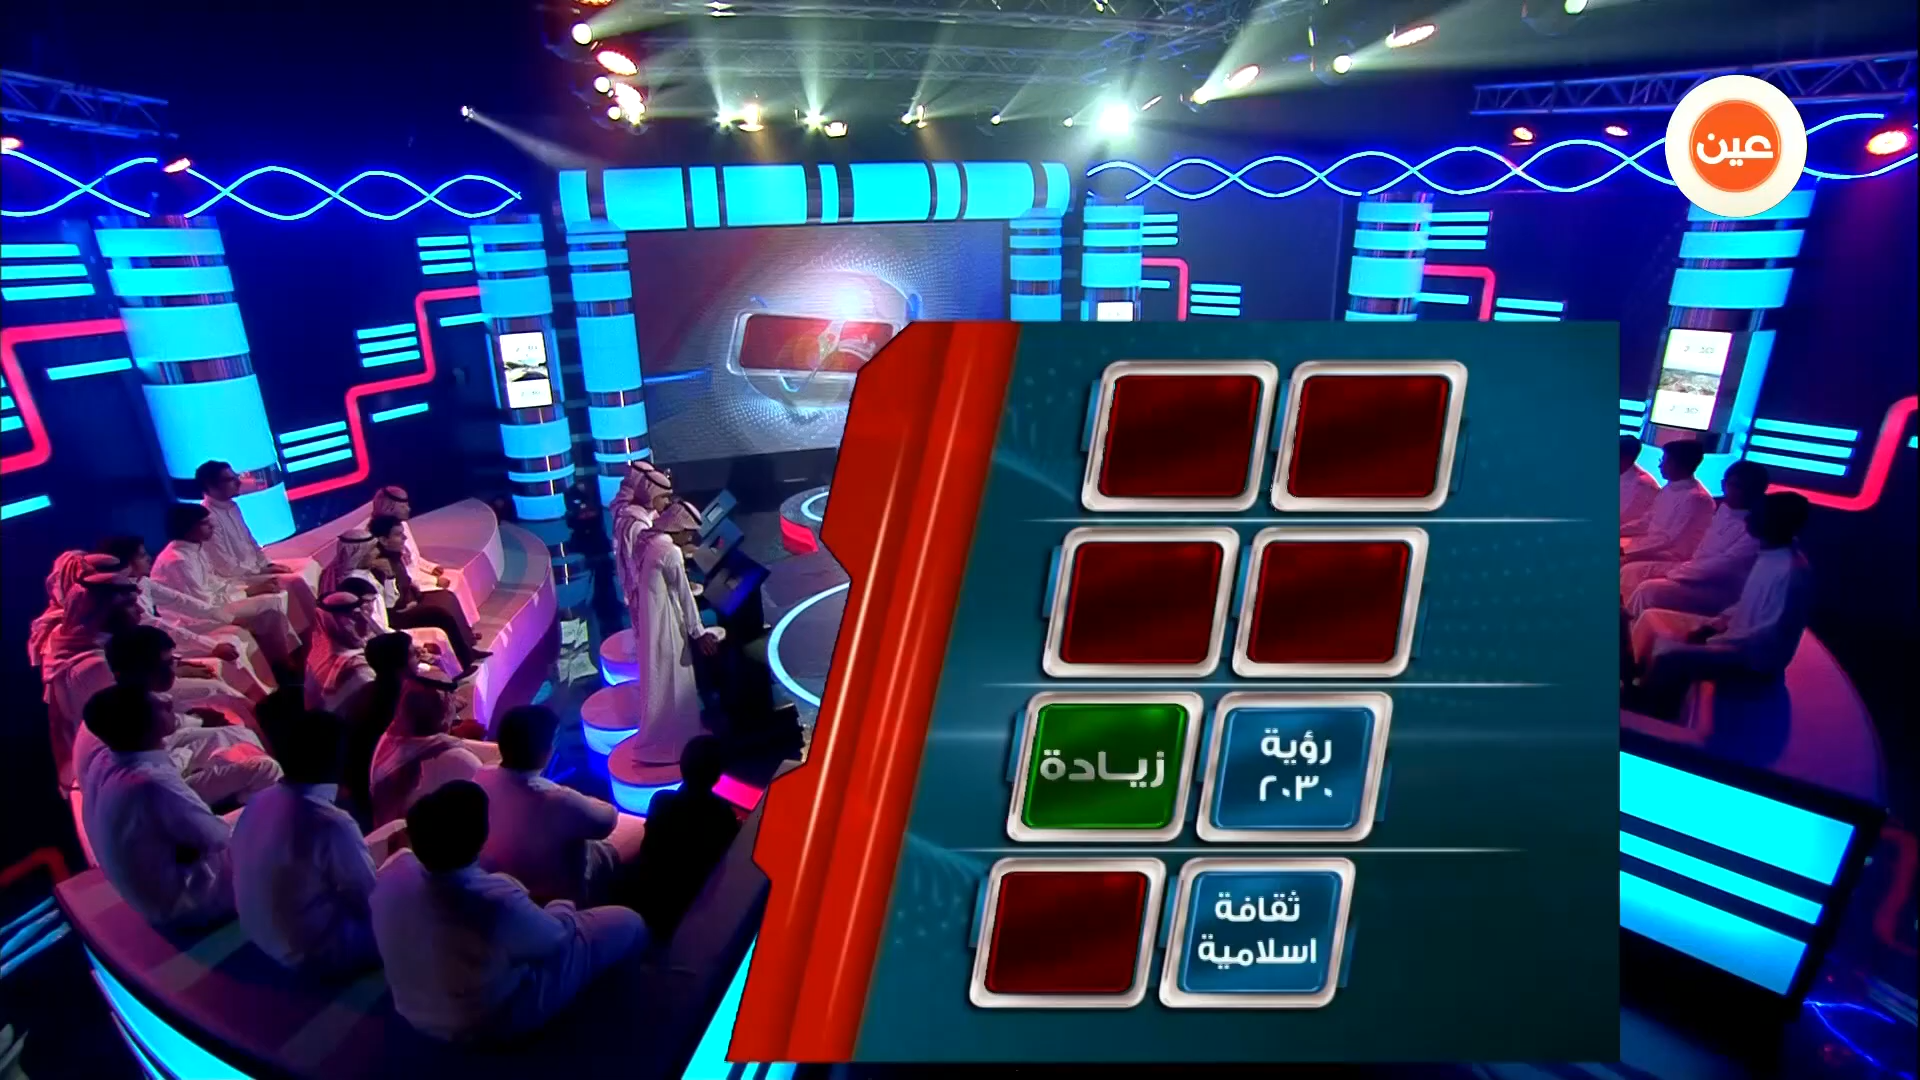 عين
رؤية
٢٠٣٠
زيادة
ثقافة
اسلامية